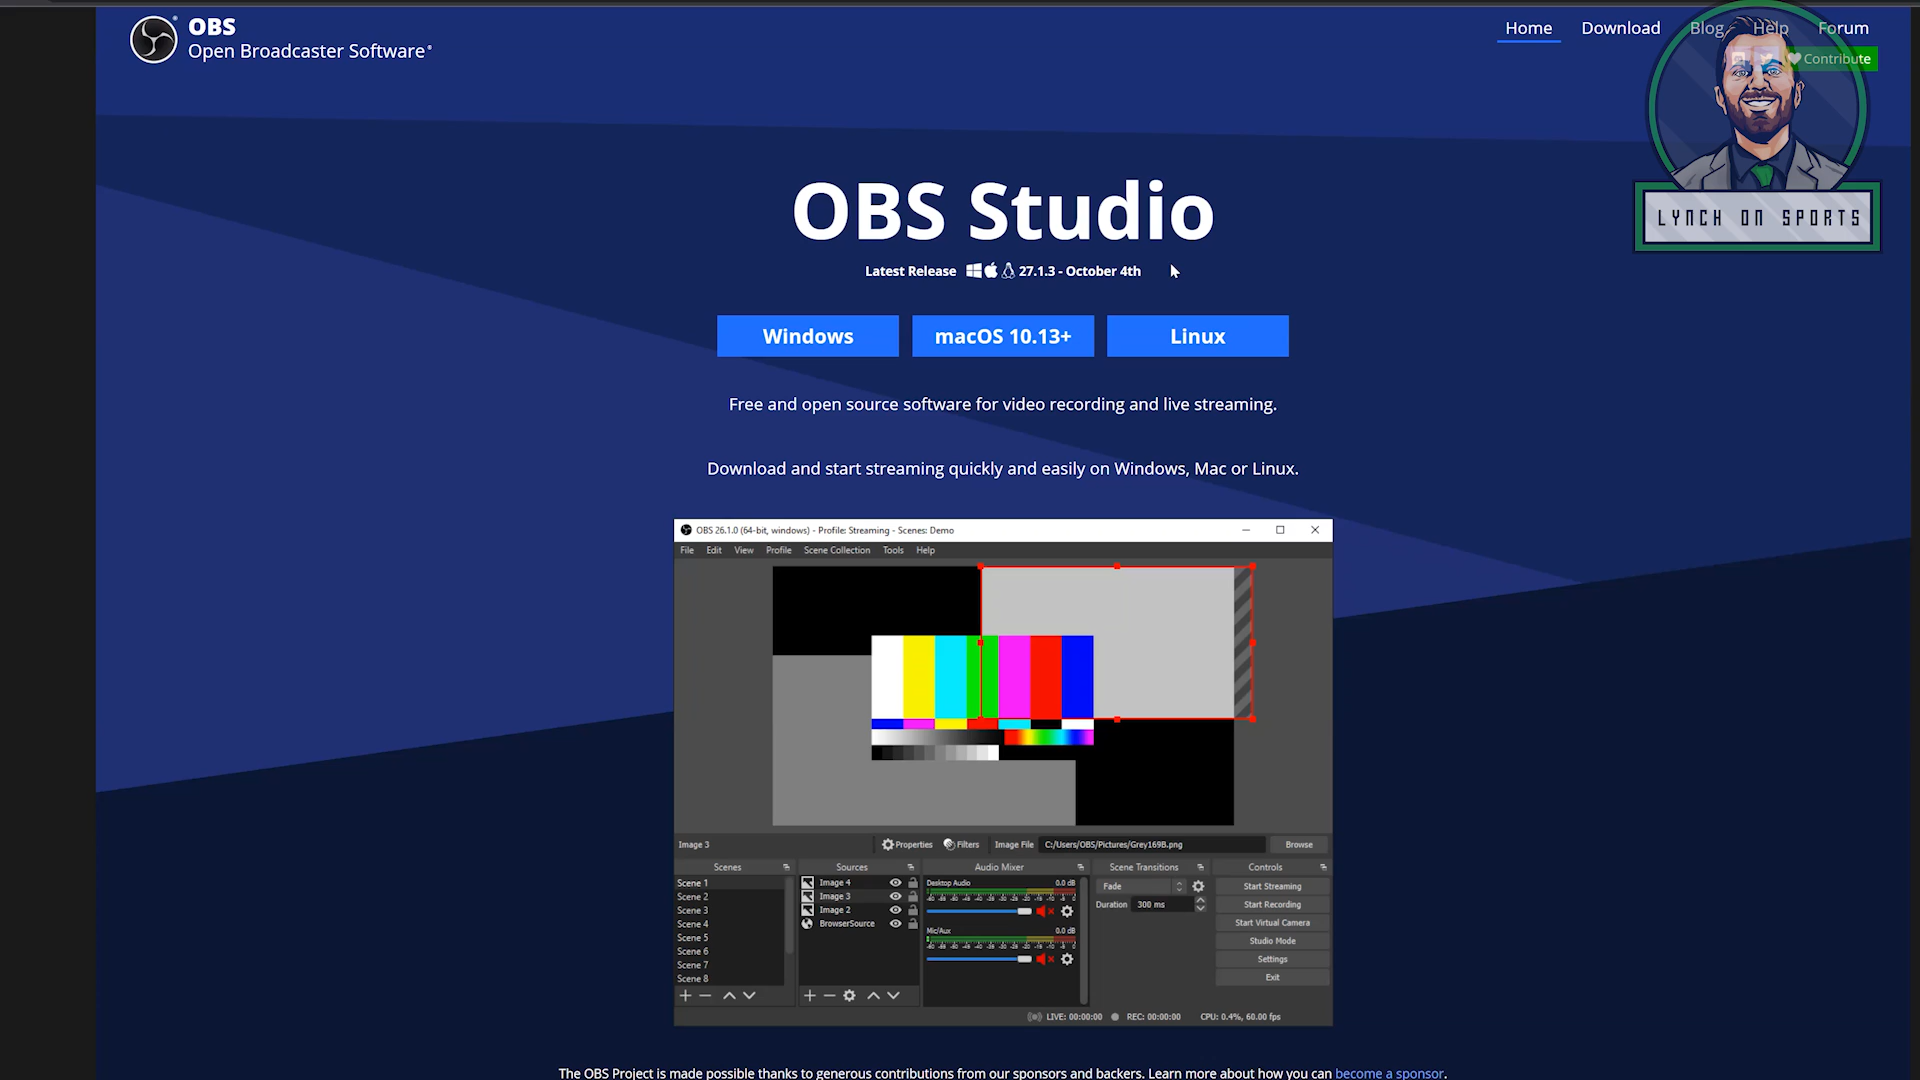 OBS
Open Broadcaster Software
Home Download Blog Help Forum
Contribute
LYNCH ON SPORTS
OBS Studio
Latest Release 27.1.3 - October 4th
Windows macOS 10.13+ Linux
Free and open source software for video recording and live streaming.
Download and start streaming quickly and easily on Windows, Mac or Linux.
OBS 26.1.0 (64-bit, windows) - Profile: Streaming - Scenes: Demo
File Edit View Profile Scene Collection Tools Help
Image 3 Properties Filters Image File C:/Users/OBS/Pictures/Grey169B.png Browse
Scenes Sources Audio Mixer Scene Transitions Controls
Scene 1
Scene 2
Scene 3
Scene 4
Scene 5
Scene 6
Scene 7
Scene 8
Image 4
Image 3
Image 2
BrowserSource
Desktop Audio 0.0 dB
Mic/Aux 0.0 dB
Fade
Duration 300 ms
Start Streaming
Start Recording
Start Virtual Camera
Studio Mode
Settings
Exit
LIVE: 00:00:00 REC: 00:00:00 CPU: 0.4%, 60.00 fps
The OBS Project is made possible thanks to generous contributions from our sponsors and backers. Learn more about how you can become a sponsor.